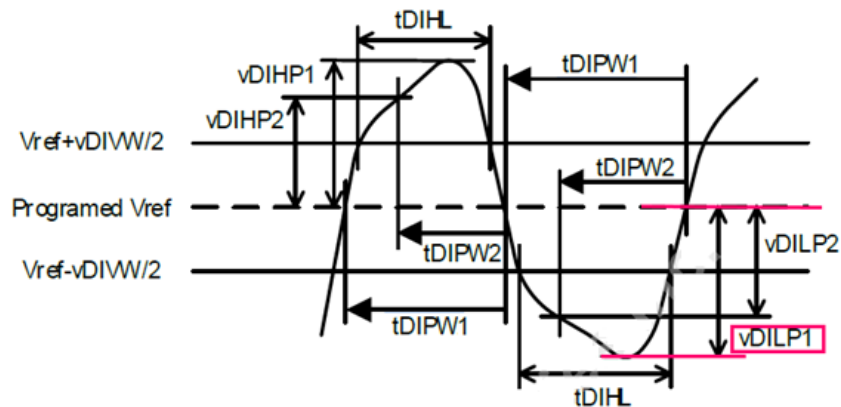 tDIHL
vDIHP1
tDIPW1
vDIHP2
Vref+vDIVW/2
tDIPW2
Programed Vref
tDIPW2
vDILP2
Vref-vDIVW/2
tDIPW1
vDILP1
tDIHL